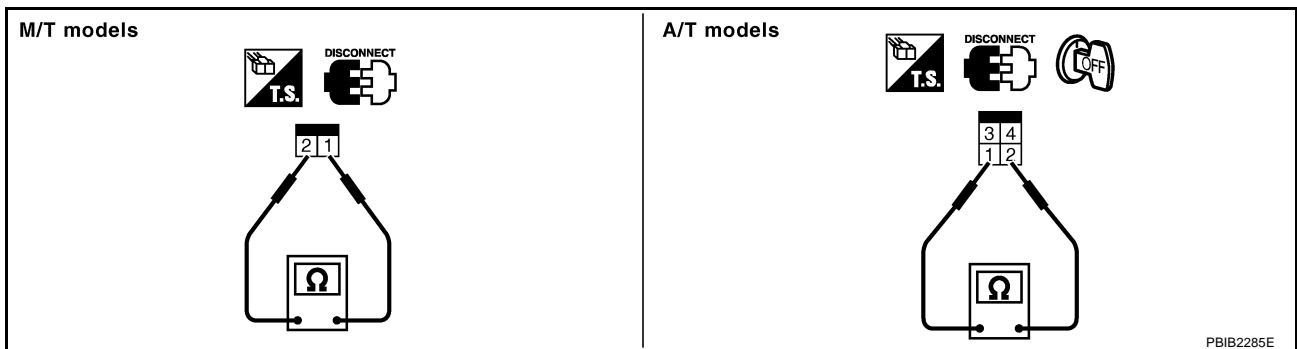 M/T models
DISCONNECT
T.S.
2 1
Ω
A/T models
DISCONNECT
T.S.
OFF
3 4
1 2
Ω
PBIB2285E